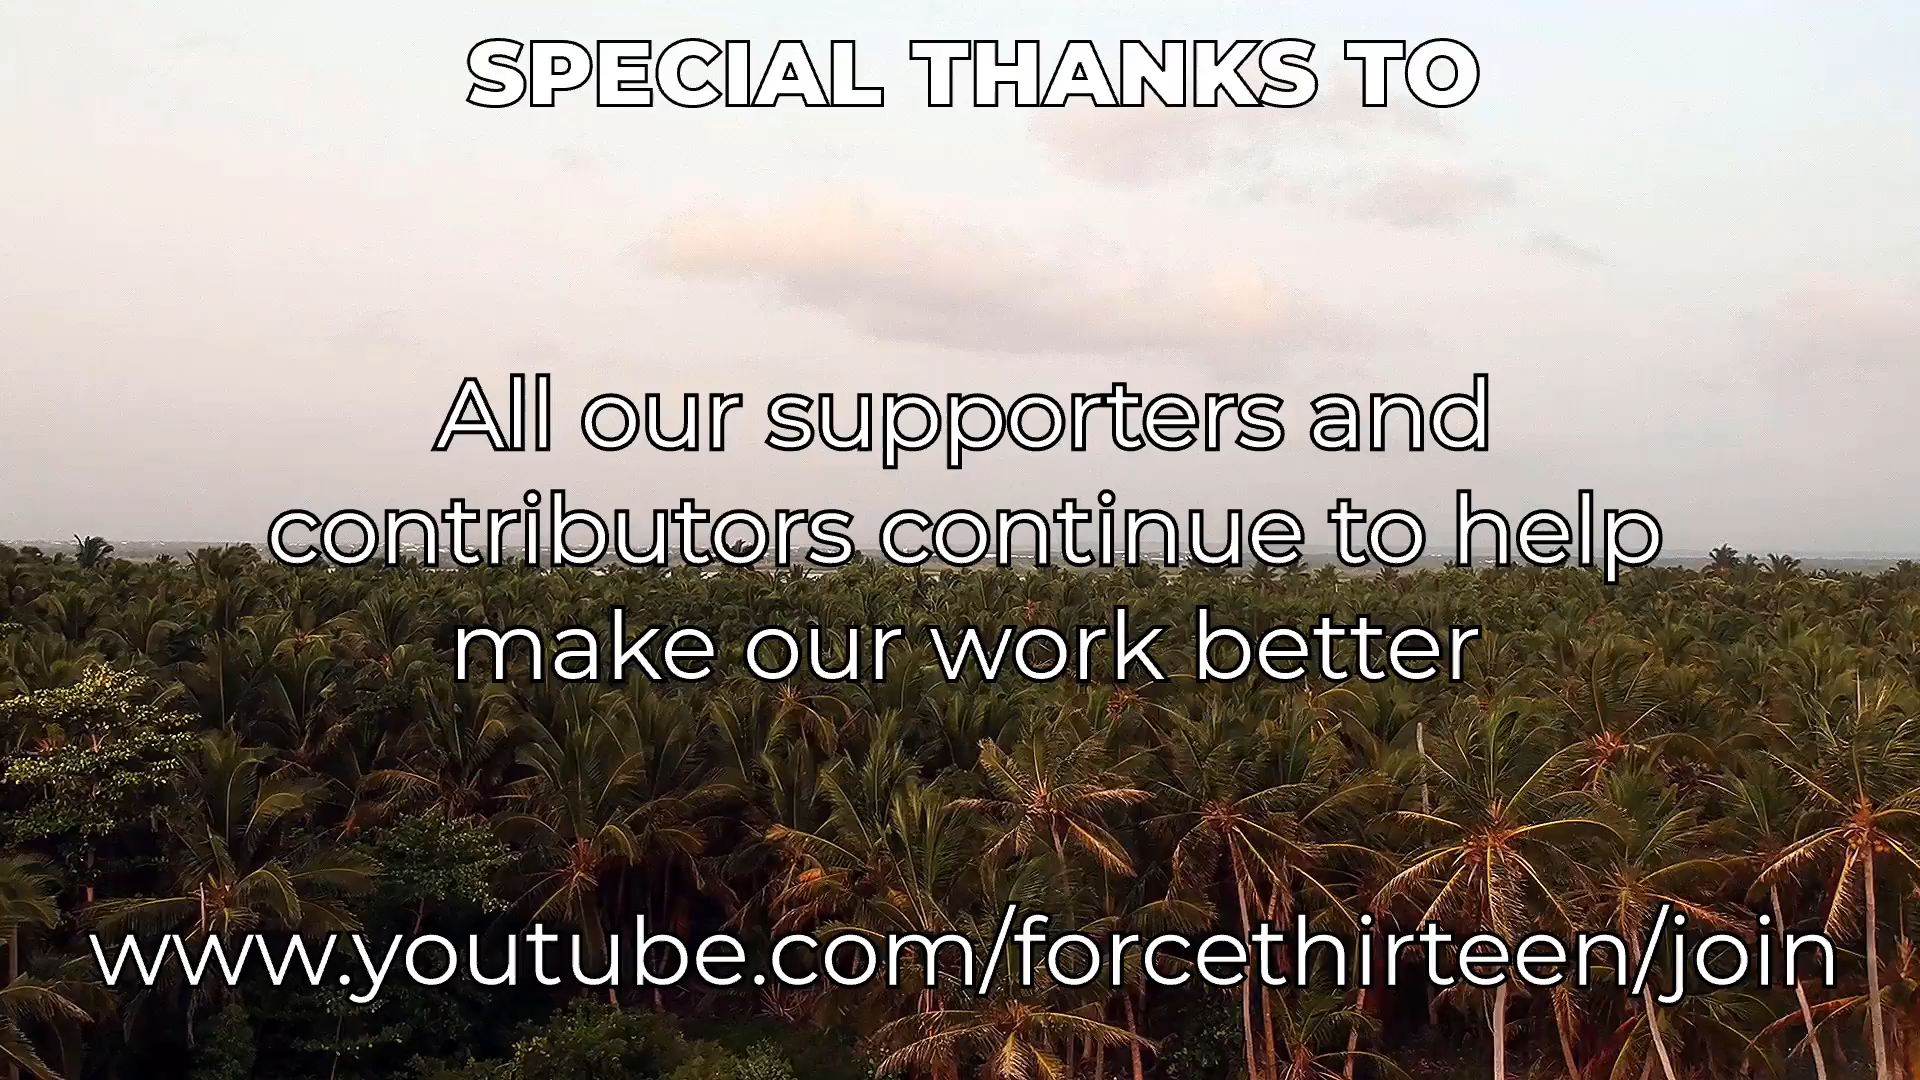 SPECIAL THANKS TO
All our supporters and
contributors continue to help
make our work better
www.youtube.com/forcethirteen/join